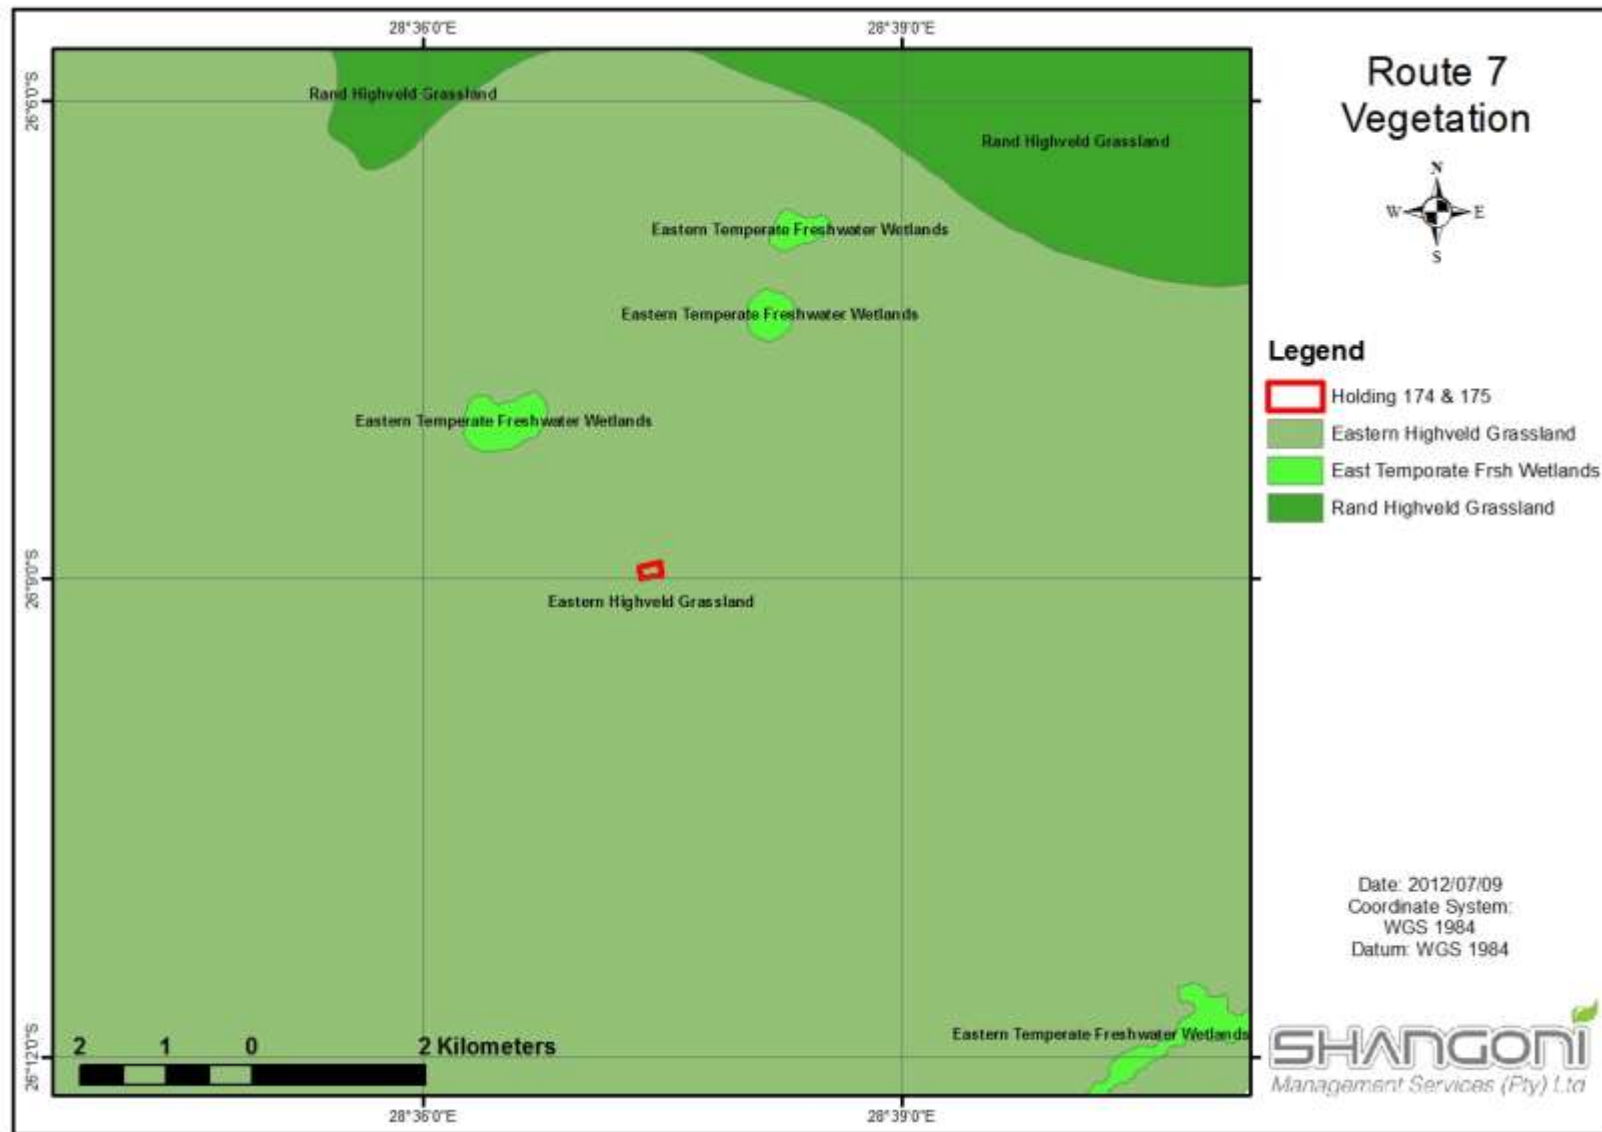 28°36'0"E
28°39'0"E
Route 7
Vegetation
N
W E
S
26°6'0"S
Rand Highveld Grassland
Rand Highveld Grassland
Eastern Temperate Freshwater Wetlands
Eastern Temperate Freshwater Wetlands
Eastern Temperate Freshwater Wetlands
Legend
Holding 174 & 175
Eastern Highveld Grassland
East Temporate Frsh Wetlands
Rand Highveld Grassland
26°9'0"S
Eastern Highveld Grassland
Date: 2012/07/09
Coordinate System:
WGS 1984
Datum: WGS 1984
Eastern Temperate Freshwater Wetlands
26°12'0"S
2 1 0 2 Kilometers
SHANGONI
Management Services (Pty) Ltd
28°36'0"E
28°39'0"E